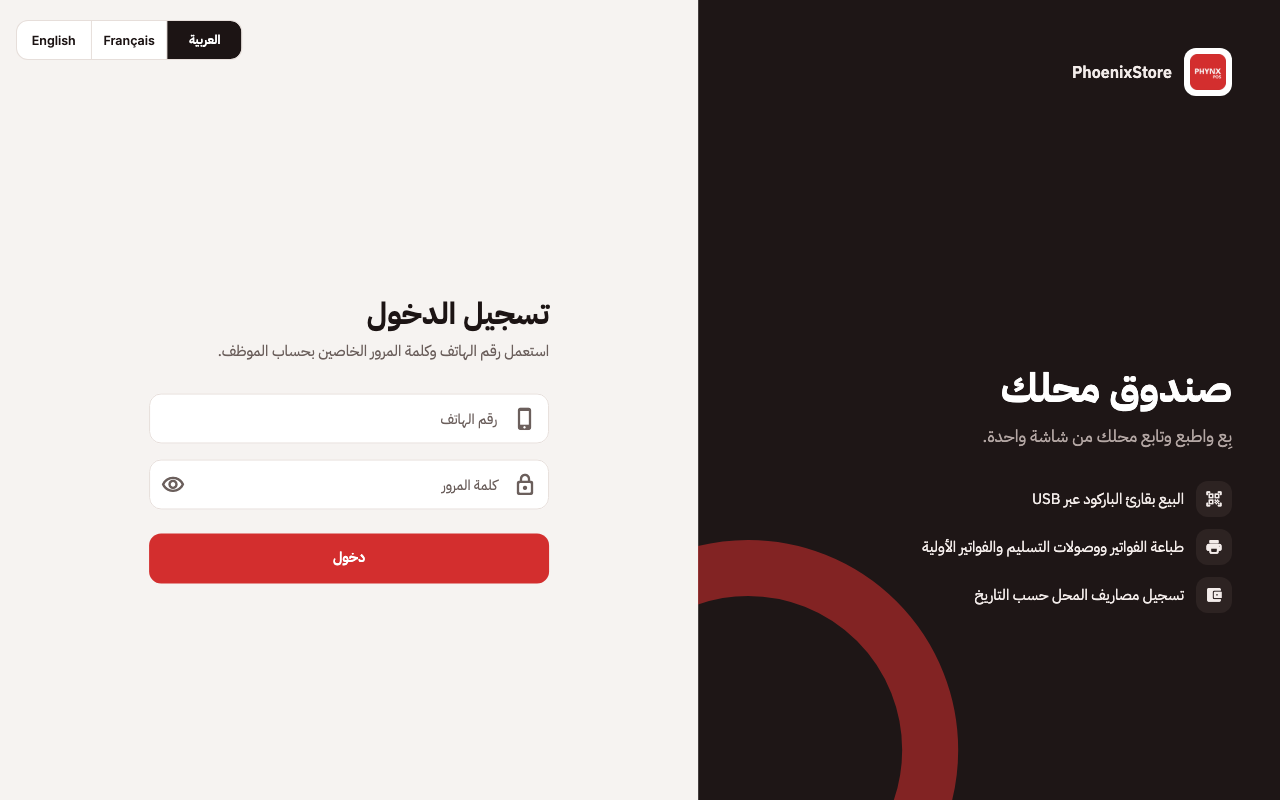 English
Français
العربية
PhoenixStore
PHYNX
POS
صندوق محلك
بِع واطبع وتابع محلك من شاشة واحدة.
البيع بقارئ الباركود عبر USB
طباعة الفواتير ووصولات التسليم والفواتير الأولية
تسجيل مصاريف المحل حسب التاريخ
تسجيل الدخول
استعمل رقم الهاتف وكلمة المرور الخاصين بحساب الموظف.
رقم الهاتف
كلمة المرور
دخول